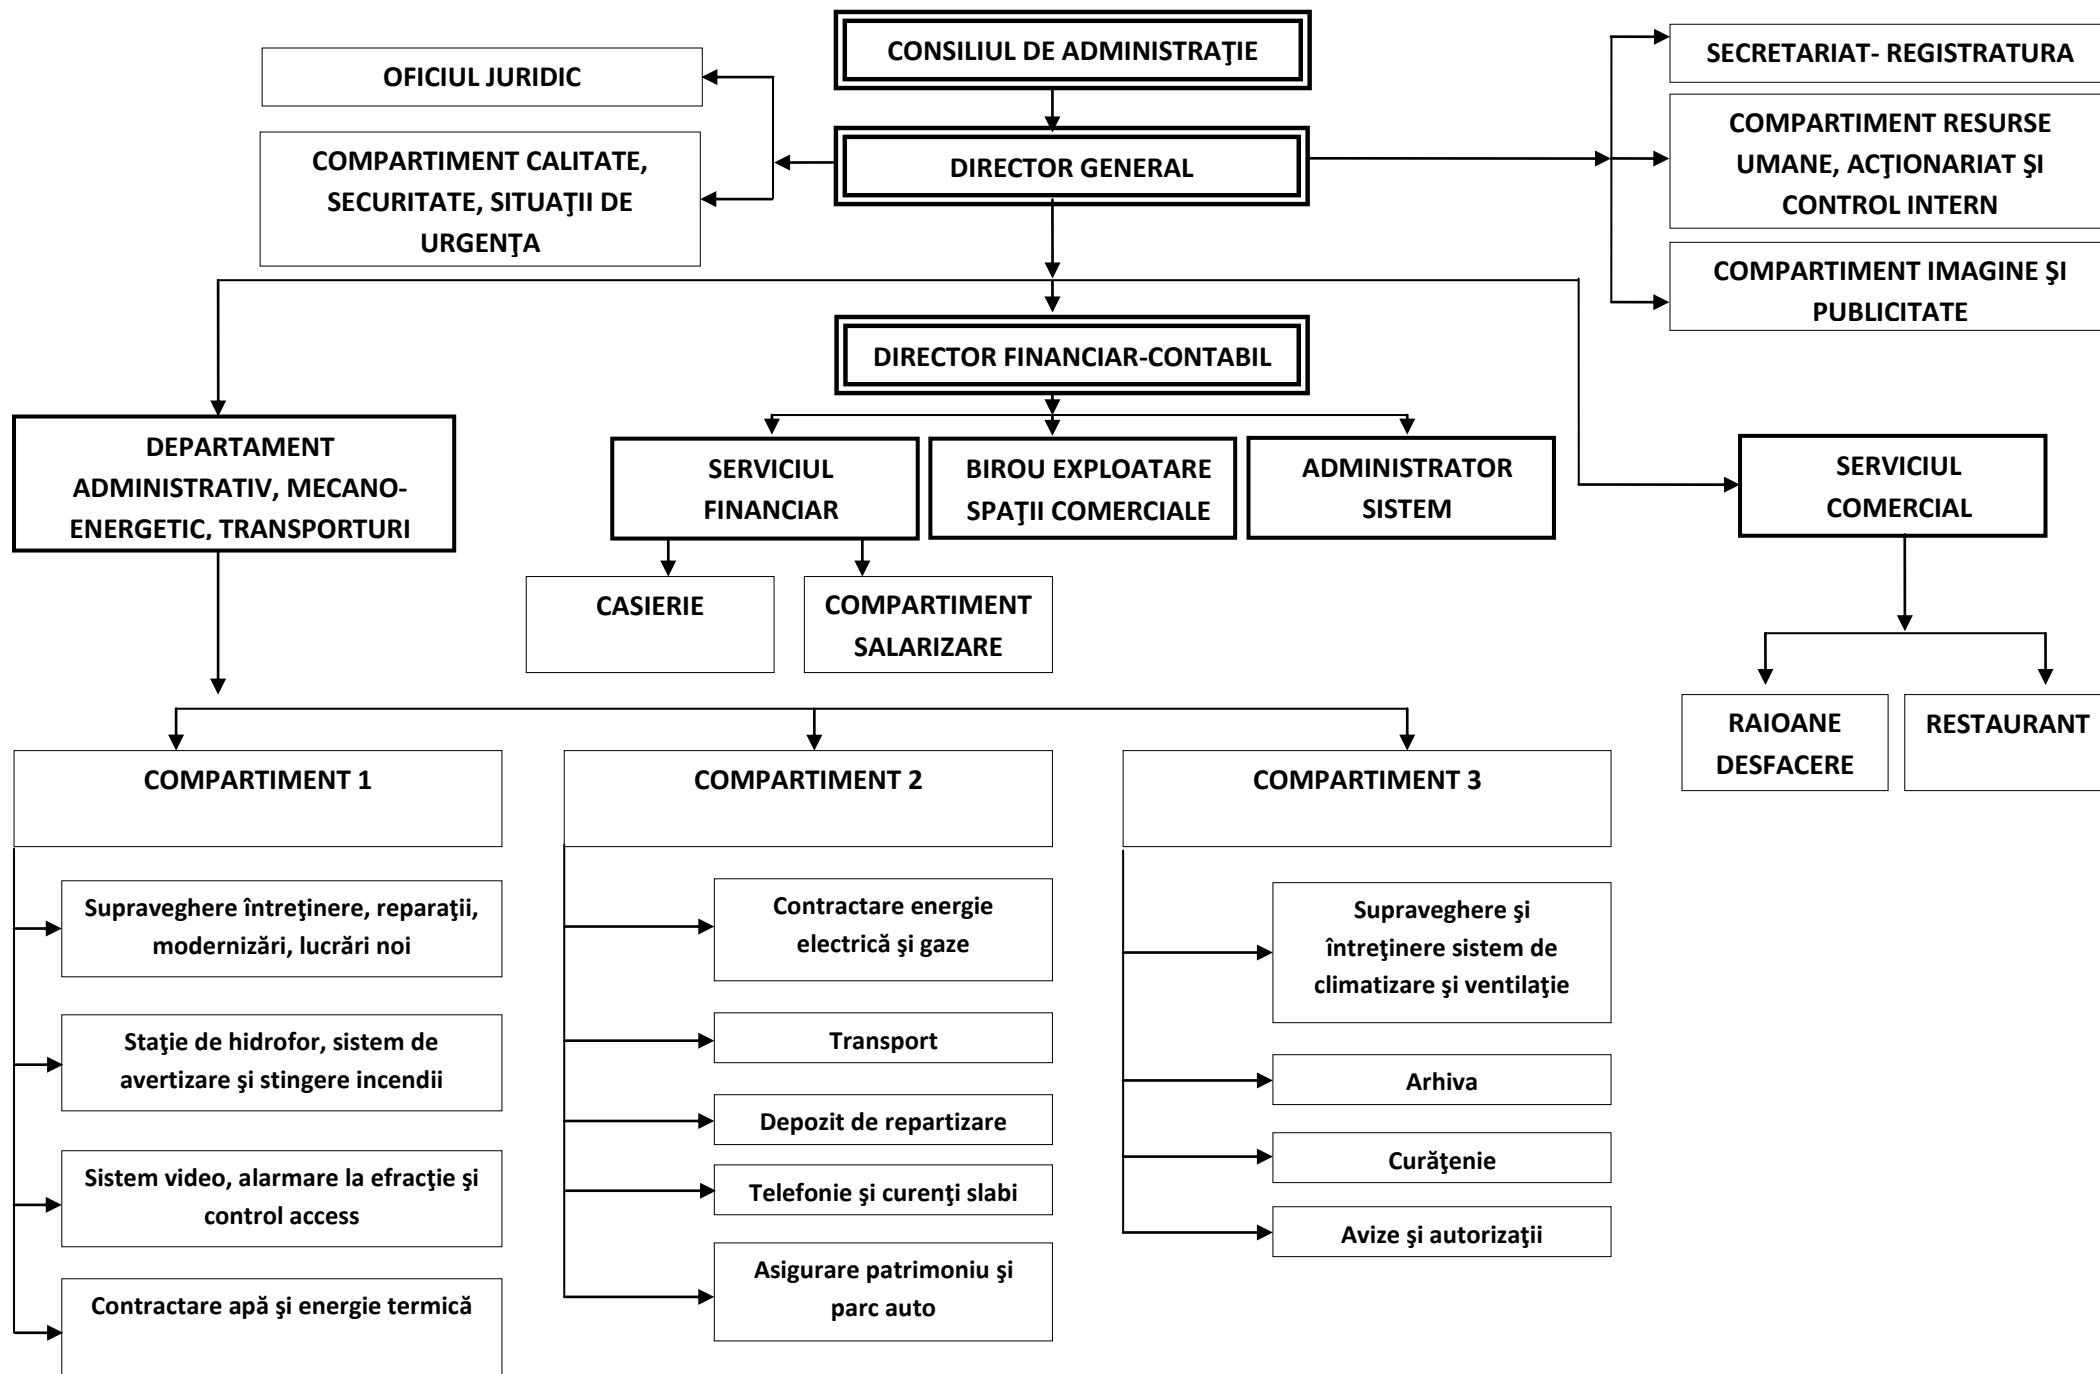 CONSILIUL DE ADMINISTRAŢIE
OFICIUL JURIDIC
SECRETARIAT- REGISTRATURA
COMPARTIMENT CALITATE,
SECURITATE, SITUAŢII DE
URGENŢA
DIRECTOR GENERAL
COMPARTIMENT RESURSE
UMANE, ACŢIONARIAT ŞI
CONTROL INTERN
COMPARTIMENT IMAGINE ŞI
PUBLICITATE
DIRECTOR FINANCIAR-CONTABIL
DEPARTAMENT
ADMINISTRATIV, MECANO-
ENERGETIC, TRANSPORTURI
SERVICIUL
FINANCIAR
BIROU EXPLOATARE
SPAŢII COMERCIALE
ADMINISTRATOR
SISTEM
SERVICIUL
COMERCIAL
CASIERIE
COMPARTIMENT
SALARIZARE
RAIOANE
DESFACERE
RESTAURANT
COMPARTIMENT 1
COMPARTIMENT 2
COMPARTIMENT 3
Supraveghere întreţinere, reparaţii,
modernizări, lucrări noi
Staţie de hidrofor, sistem de
avertizare şi stingere incendii
Sistem video, alarmare la efracţie şi
control access
Contractare apă şi energie termică
Contractare energie
electrică şi gaze
Transport
Depozit de repartizare
Telefonie şi curenţi slabi
Asigurare patrimoniu şi
parc auto
Supraveghere şi
întreţinere sistem de
climatizare şi ventilaţie
Arhiva
Curăţenie
Avize şi autorizaţii